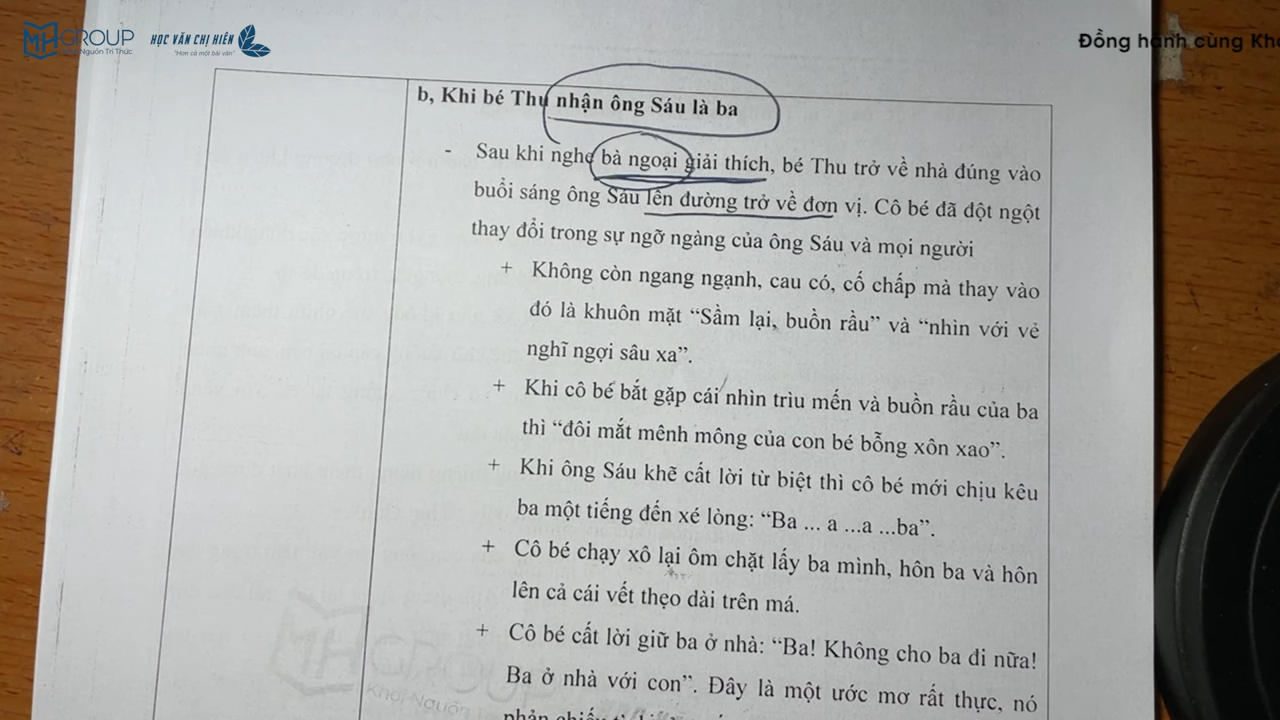 MH GROUP
Nguồn Tri Thức
HỌC VĂN CHỊ HIÊN
"Hơn cả một bài văn"
Đồng hành cùng
b, Khi bé Thu nhận ông Sáu là ba
- Sau khi nghe bà ngoại giải thích, bé Thu trở về nhà đúng vào
buổi sáng ông Sáu lên đường trở về đơn vị. Cô bé đã đột ngột
thay đổi trong sự ngỡ ngàng của ông Sáu và mọi người
+ Không còn ngang ngạnh, cau có, cố chấp mà thay vào
đó là khuôn mặt “Sầm lại, buồn rầu” và “nhìn với vẻ
nghĩ ngợi sâu xa”.
+ Khi cô bé bắt gặp cái nhìn trìu mến và buồn rầu của ba
thì “đôi mắt mênh mông của con bé bỗng xôn xao”.
+ Khi ông Sáu khẽ cất lời từ biệt thì cô bé mới chịu kêu
ba một tiếng đến xé lòng: “Ba ... a ...a ...ba”.
+ Cô bé chạy xô lại ôm chặt lấy ba mình, hôn ba và hôn
lên cả cái vết thẹo dài trên má.
+ Cô bé cất lời giữ ba ở nhà: “Ba! Không cho ba đi nữa!
Ba ở nhà với con”. Đây là một ước mơ rất thực, nó